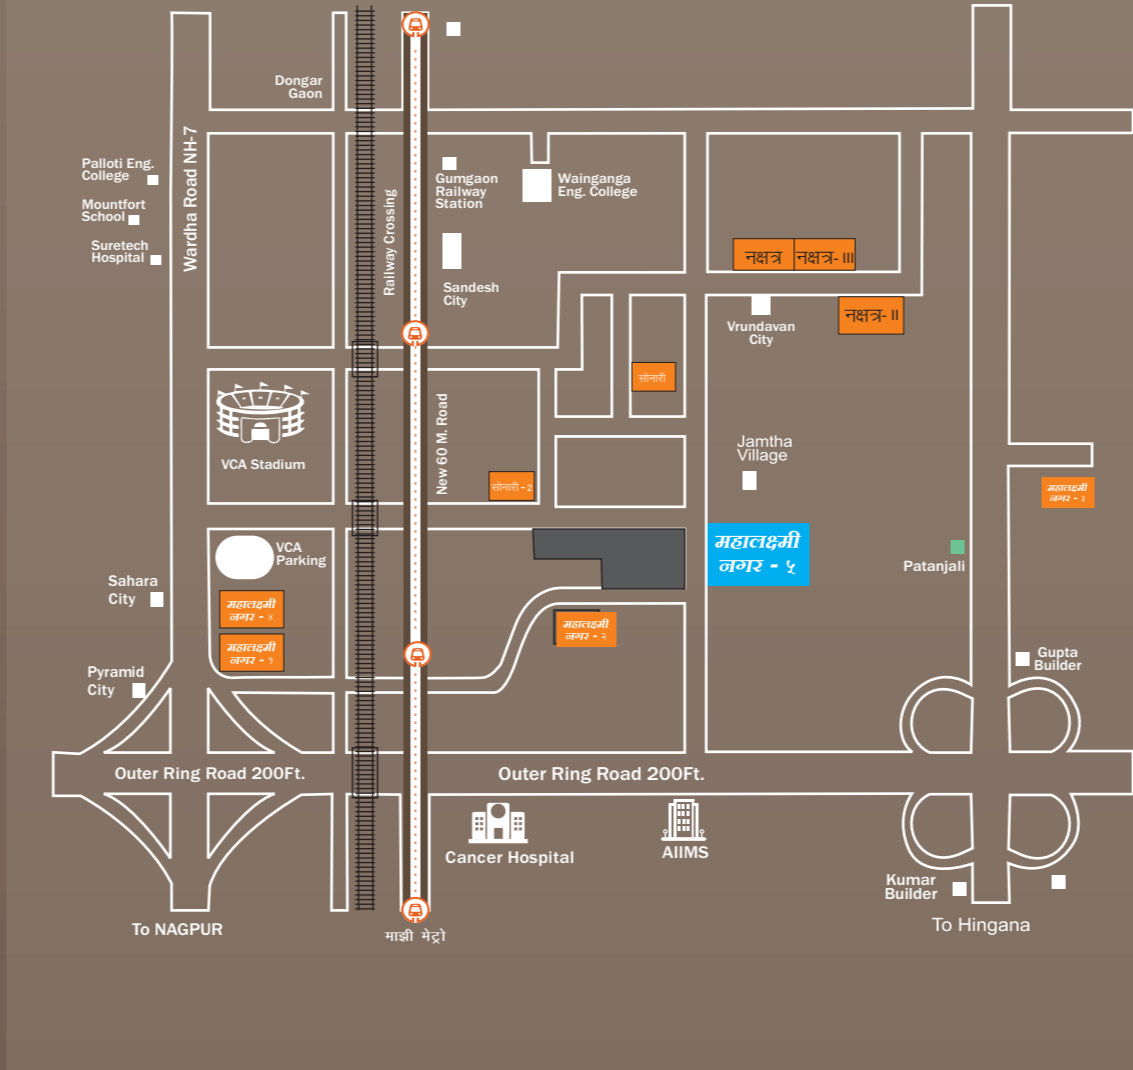 Dongar
Gaon
Wardha Road NH-7
Palloti Eng.
College
Mountfort
School
Suretech
Hospital
Railway Crossing
Gumgaon
Railway
Station
Wainganga
Eng. College
Sandesh
City
नक्षत्र
नक्षत्र- III
नक्षत्र- II
Vrundavan
City
सोनारी
VCA Stadium
New 60 M. Road
सोनारी - 2
Jamtha
Village
महालक्ष्मी
नगर - ३
महालक्ष्मी
नगर - ५
VCA
Parking
Patanjali
Sahara
City
महालक्ष्मी
नगर - ४
महालक्ष्मी
नगर - १
महालक्ष्मी
नगर - २
Pyramid
City
Gupta
Builder
Outer Ring Road 200Ft.
Outer Ring Road 200Ft.
Cancer Hospital
AIIMS
Kumar
Builder
To NAGPUR
माझी मेट्रो
To Hingana